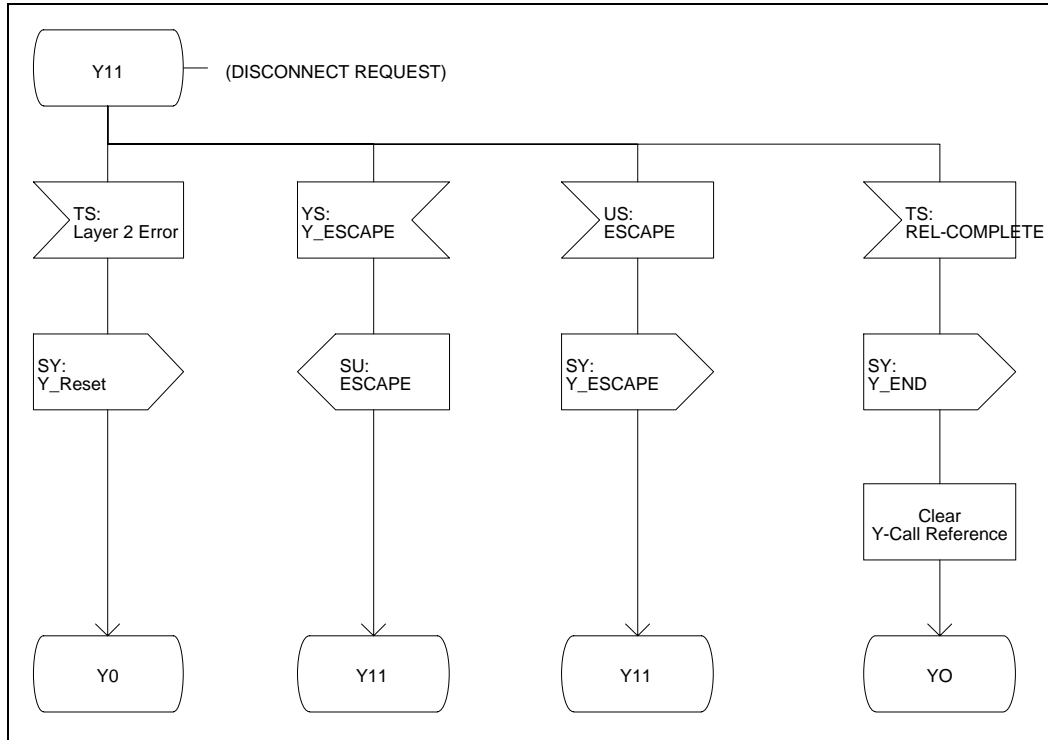 Y11
(DISCONNECT REQUEST)
TS:
Layer 2 Error
YS:
Y_ESCAPE
US:
ESCAPE
TS:
REL-COMPLETE
SY:
Y_Reset
SU:
ESCAPE
SY:
Y_ESCAPE
SY:
Y_END
Clear
Y-Call Reference
Y0
Y11
Y11
YO